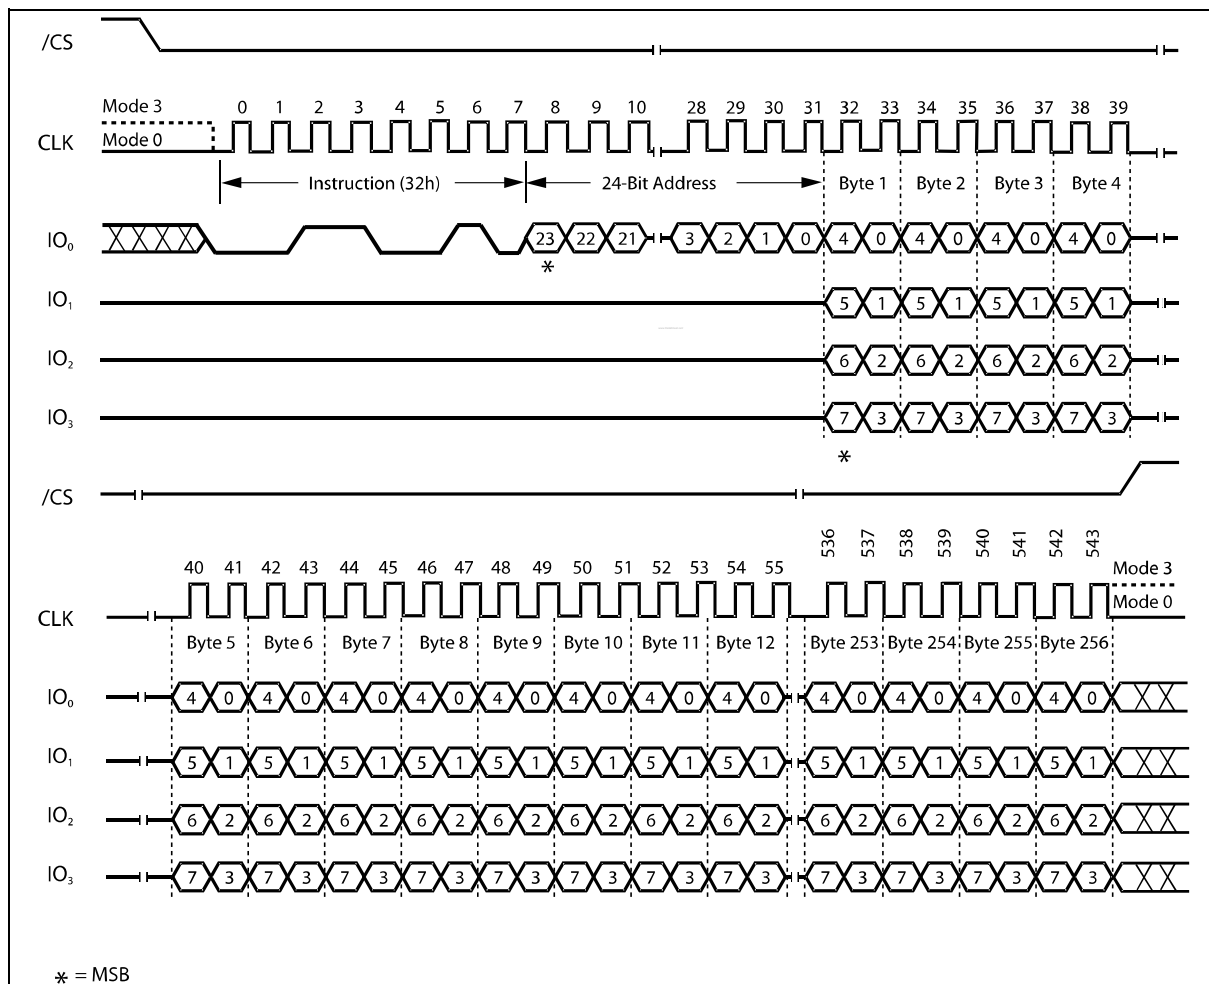 /CS
Mode 3
0 1 2 3 4 5 6 7 8 9 10 28 29 30 31 32 33 34 35 36 37 38 39
CLK
Mode 0
Instruction (32h) 24-Bit Address Byte 1 Byte 2 Byte 3 Byte 4
IO0 23 22 21 3 2 1 0 4 0 4 0 4 0 4 0
*
IO1 5 1 5 1 5 1 5 1
IO2 6 2 6 2 6 2 6 2
IO3 7 3 7 3 7 3 7 3
*
/CS
536 537 538 539 540 541 542 543
40 41 42 43 44 45 46 47 48 49 50 51 52 53 54 55 Mode 3
CLK Mode 0
Byte 5 Byte 6 Byte 7 Byte 8 Byte 9 Byte 10 Byte 11 Byte 12 Byte 253 Byte 254 Byte 255 Byte 256
IO0 4 0 4 0 4 0 4 0 4 0 4 0 4 0 4 0 4 0 4 0 4 0 4 0
IO1 5 1 5 1 5 1 5 1 5 1 5 1 5 1 5 1 5 1 5 1 5 1 5 1
IO2 6 2 6 2 6 2 6 2 6 2 6 2 6 2 6 2 6 2 6 2 6 2 6 2
IO3 7 3 7 3 7 3 7 3 7 3 7 3 7 3 7 3 7 3 7 3 7 3 7 3
* = MSB